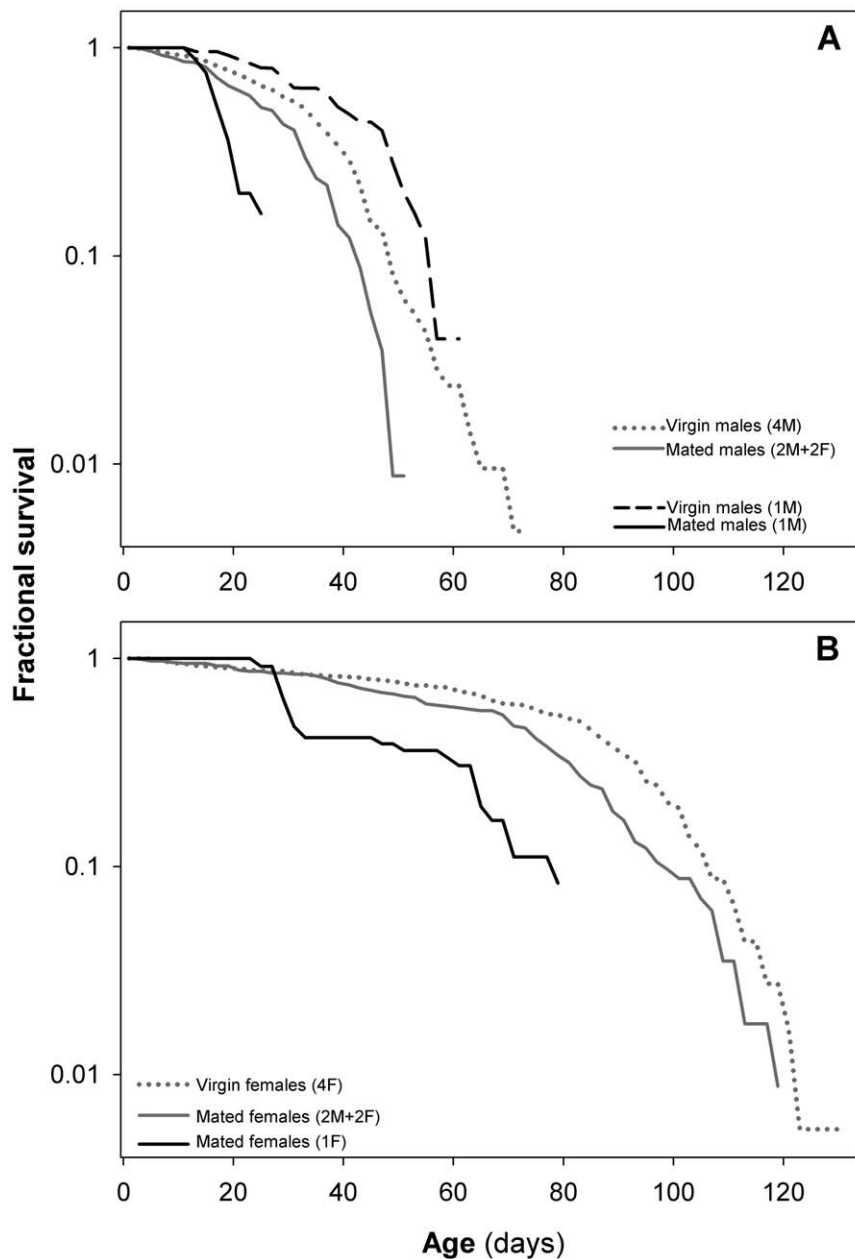 A
1
0.1
0.01
Virgin males (4M)
Mated males (2M+2F)
Virgin males (1M)
Mated males (1M)
0 20 40 60 80 100 120
Fractional survival
B
1
0.1
0.01
Virgin females (4F)
Mated females (2M+2F)
Mated females (1F)
0 20 40 60 80 100 120
Age (days)